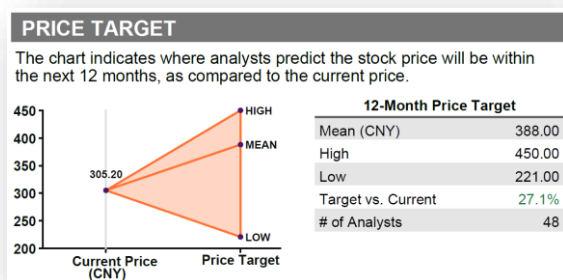 PRICE TARGET
The chart indicates where analysts predict the stock price will be within
the next 12 months, as compared to the current price.
450
400
350
300
250
200
305.20
HIGH
MEAN
LOW
Current Price
(CNY)
Price Target
12-Month Price Target
Mean (CNY) 388.00
High 450.00
Low 221.00
Target vs. Current 27.1%
# of Analysts 48